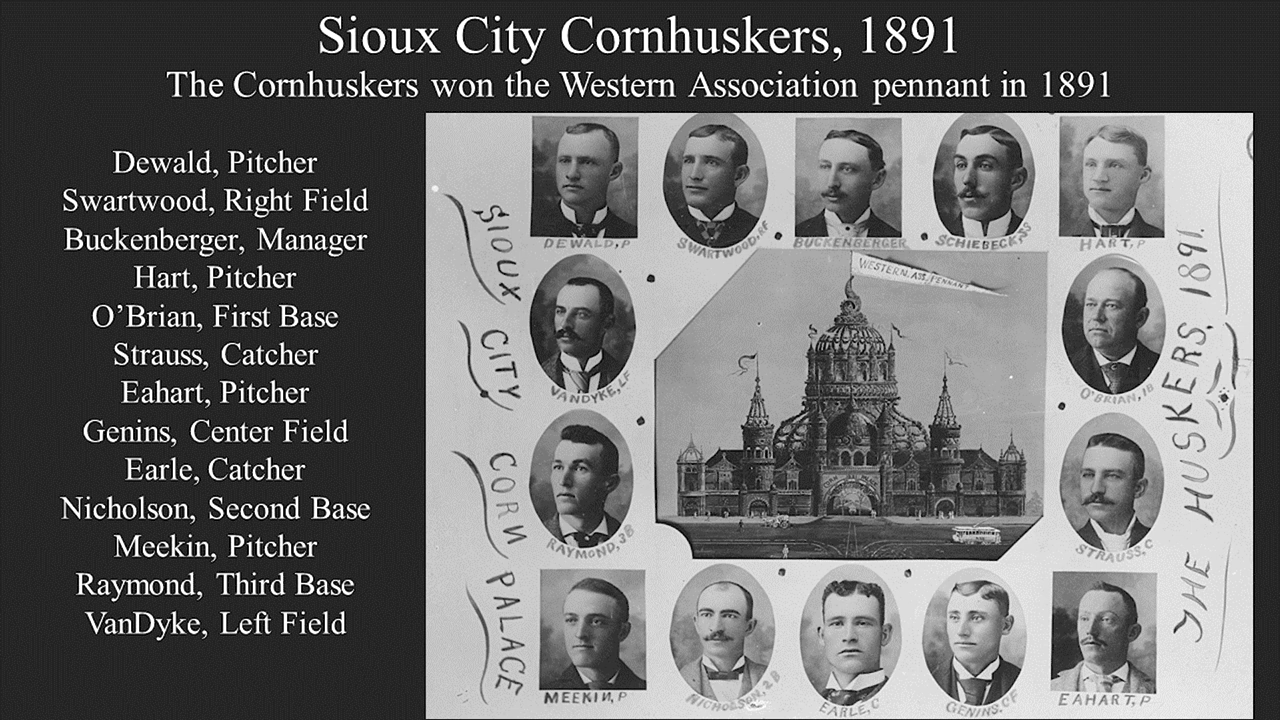 Sioux City Cornhuskers, 1891
The Cornhuskers won the Western Association pennant in 1891
Dewald, Pitcher
Swartwood, Right Field
Buckenberger, Manager
Hart, Pitcher
O’Brian, First Base
Strauss, Catcher
Eahart, Pitcher
Genins, Center Field
Earle, Catcher
Nicholson, Second Base
Meekin, Pitcher
Raymond, Third Base
VanDyke, Left Field
DEWALD, P
SWARTWOOD, RF
BUCKENBERGER
SCHIEBECK, SS
HART, P
WESTERN. ASS. PENNANT
VANDYKE, LF
O'BRIAN, 1B
RAYMOND, 3B
STRAUSS, C
MEEKIN, P
NICHOLSON, 2B
EARLE, C
GENINS, CF
EAHART, P
SIOUX CITY CORN PALACE
THE HUSKERS, 1891.